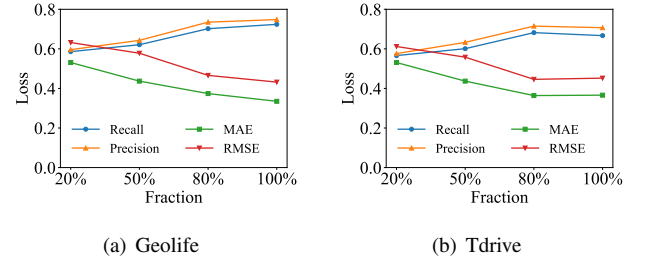 0.8
0.6
0.4
0.2
0.0
Loss
Recall
Precision
MAE
RMSE
20% 50% 80% 100%
Fraction
(a) Geolife
0.8
0.6
0.4
0.2
0.0
Loss
Recall
Precision
MAE
RMSE
20% 50% 80% 100%
Fraction
(b) Tdrive